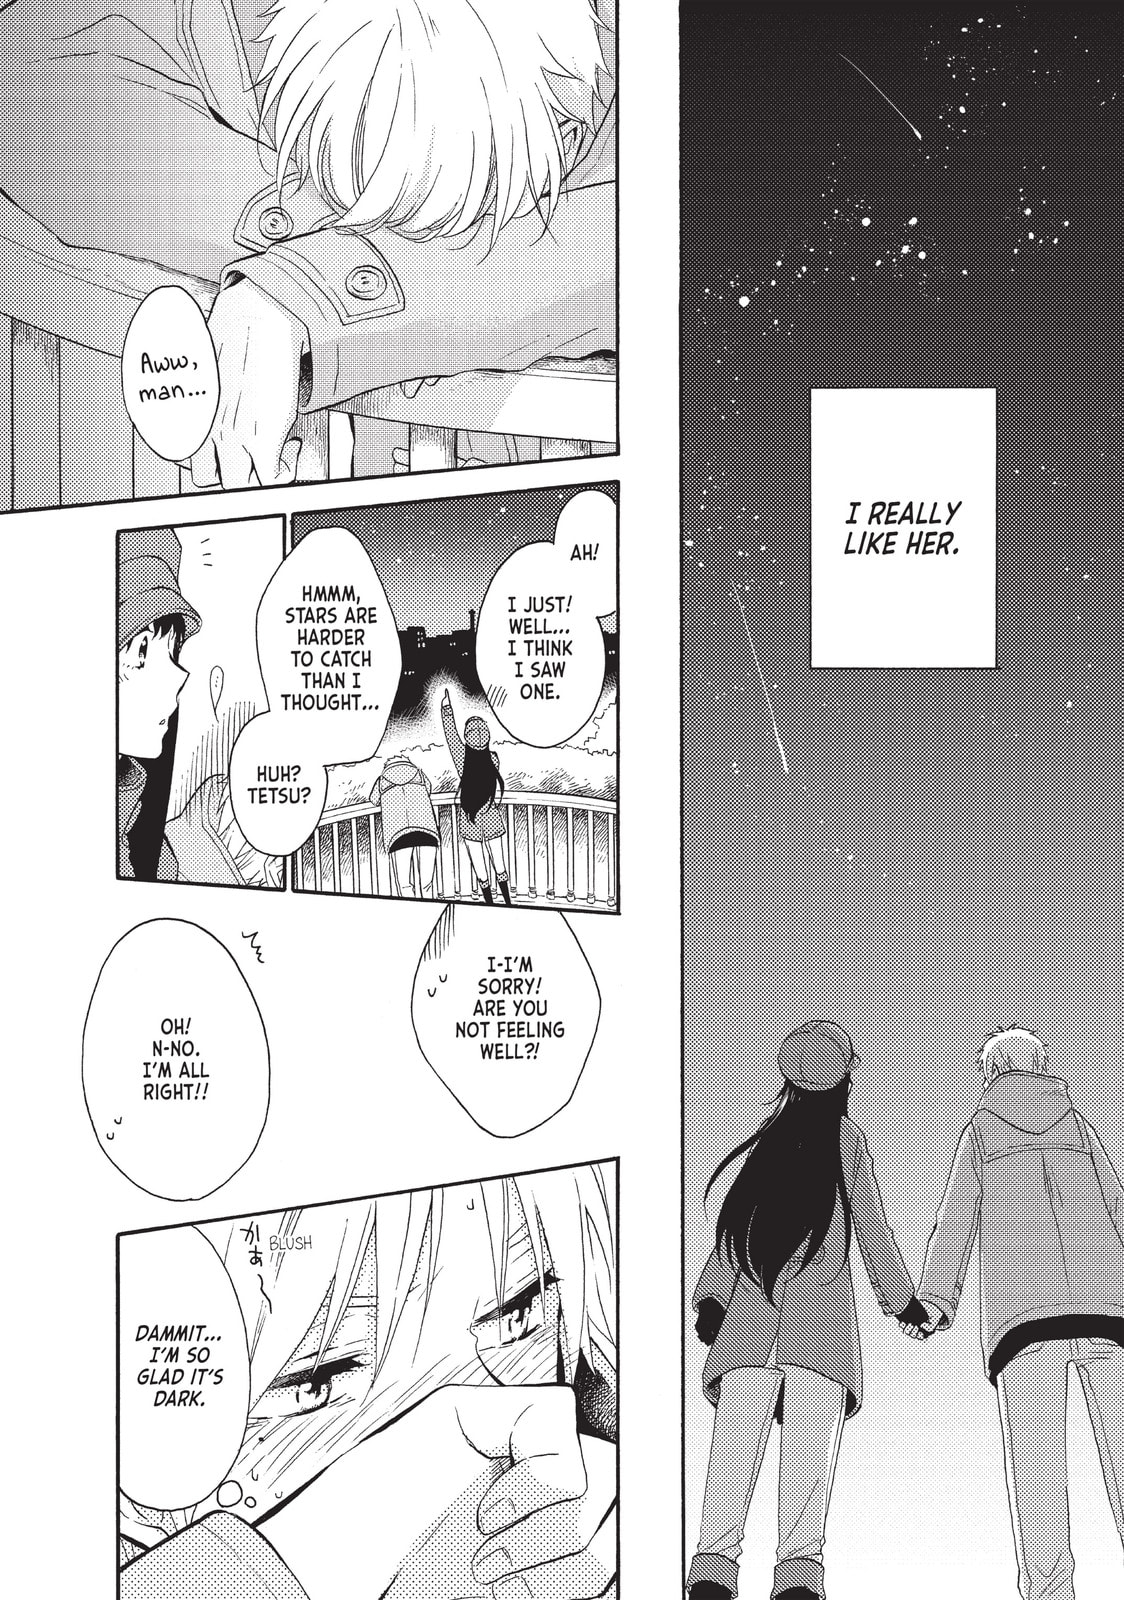 I REALLY
LIKE HER.
Aww,
man...
AH!
I JUST!
WELL...
I THINK
I SAW
ONE.
HMMM,
STARS ARE
HARDER
TO CATCH
THAN I
THOUGHT...
HUH?
TETSU?
...
I-I'M
SORRY!
ARE YOU
NOT FEELING
WELL?!
OH!
N-NO.
I'M ALL
RIGHT!!
かぁ〜
BLUSH
DAMMIT...
I'M SO
GLAD IT'S
DARK.